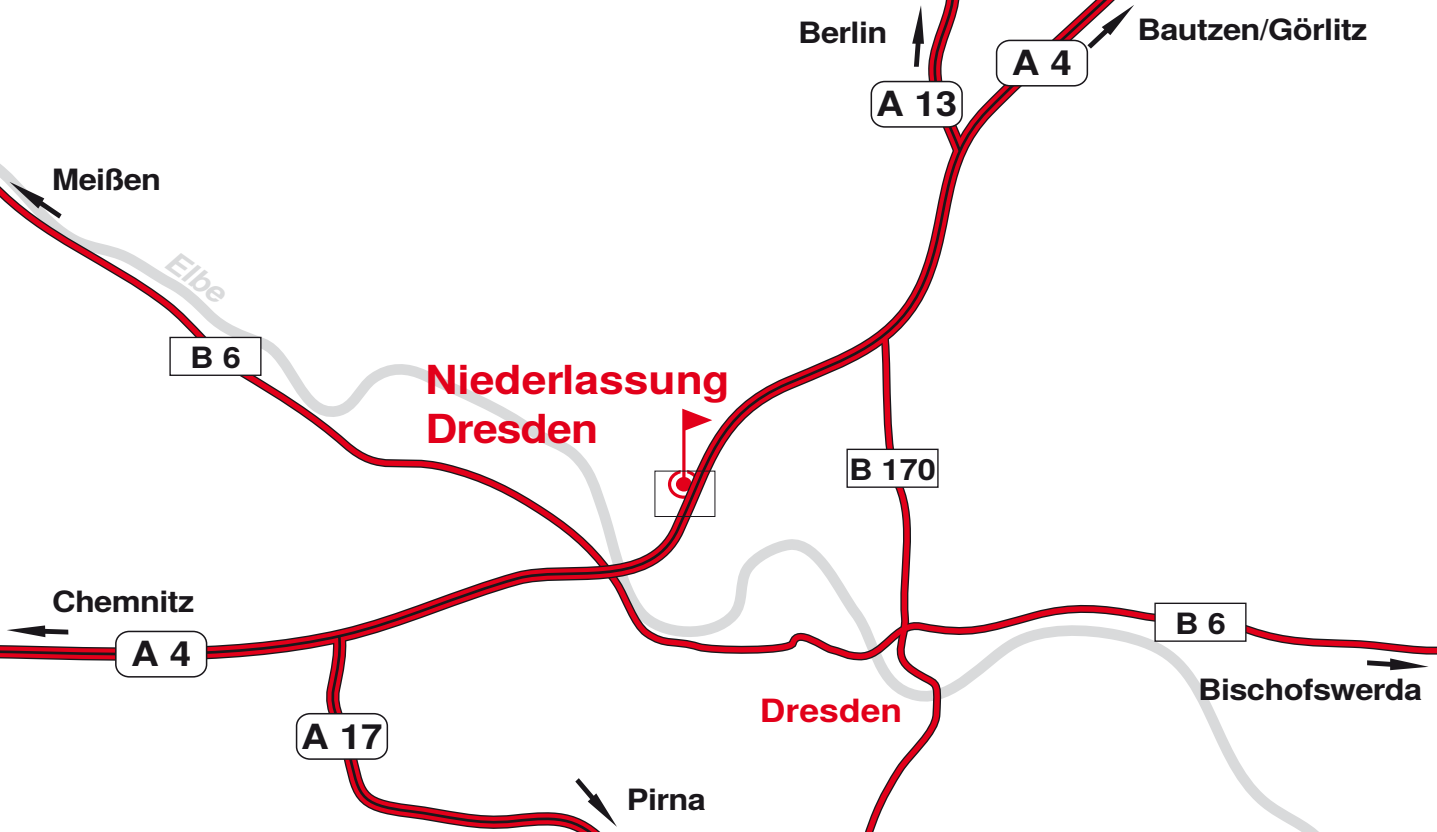 Berlin
Bautzen/Görlitz
A 4
A 13
Meißen
Elbe
B 6
Niederlassung
Dresden
B 170
Chemnitz
A 4
B 6
Bischofswerda
Dresden
A 17
Pirna